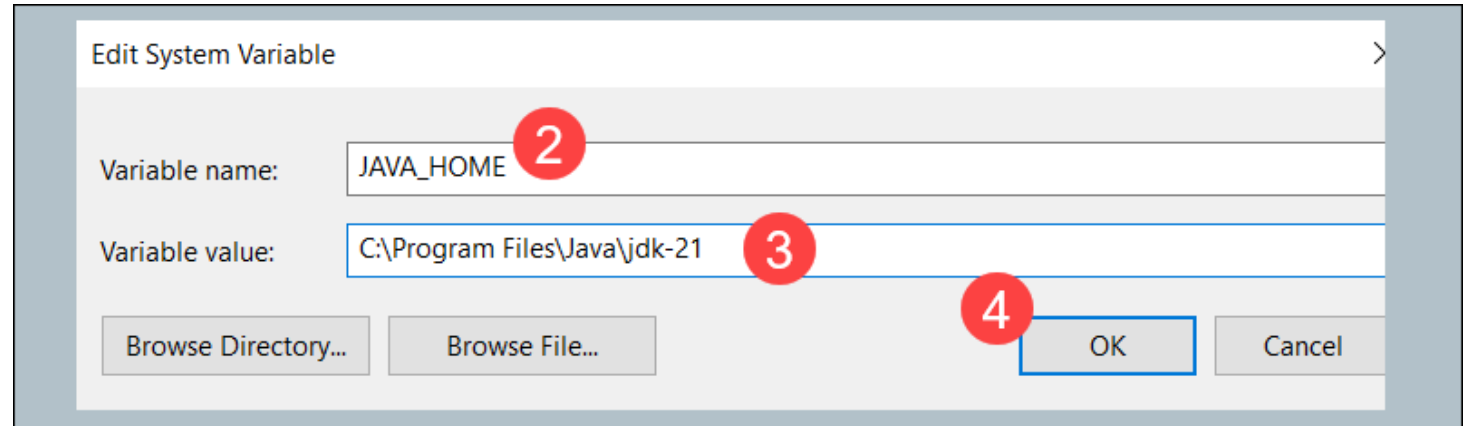 Edit System Variable
2
Variable name: JAVA_HOME
Variable value: C:\Program Files\Java\jdk-21 3
4
Browse Directory... Browse File... OK Cancel